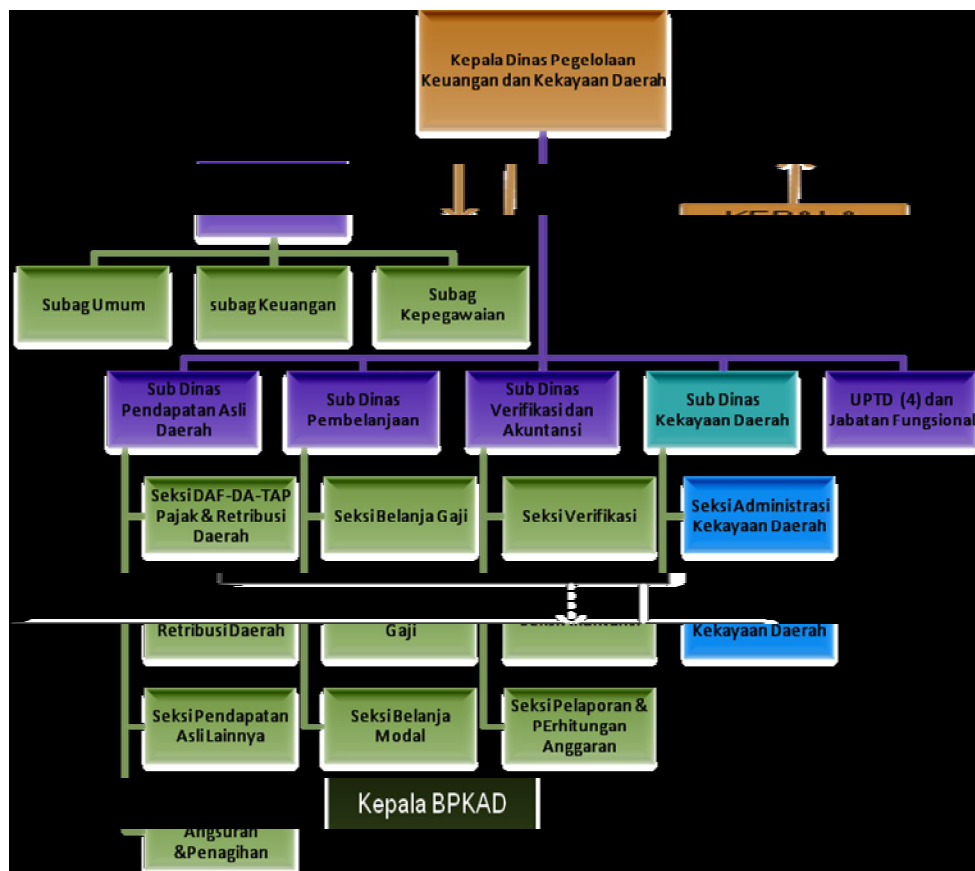 Kepala Dinas Pegelolaan
Keuangan dan Kekayaan Daerah
KEPALA
Subag Umum
subag Keuangan
Subag
Kepegawaian
Sub Dinas
Pendapatan Asli
Daerah
Sub Dinas
Pembelanjaan
Sub Dinas
Verifikasi dan
Akuntansi
Sub Dinas
Kekayaan Daerah
UPTD (4) dan
Jabatan Fungsional
Seksi DAF-DA-TAP
Pajak & Retribusi
Daerah
Seksi Belanja Gaji
Seksi Verifikasi
Seksi Administrasi
Kekayaan Daerah
Retribusi Daerah
Gaji
Kekayaan Daerah
Seksi Pendapatan
Asli Lainnya
Seksi Belanja
Modal
Seksi Pelaporan &
PErhitungan
Anggaran
Kepala BPKAD
Angsuran
&Penagihan